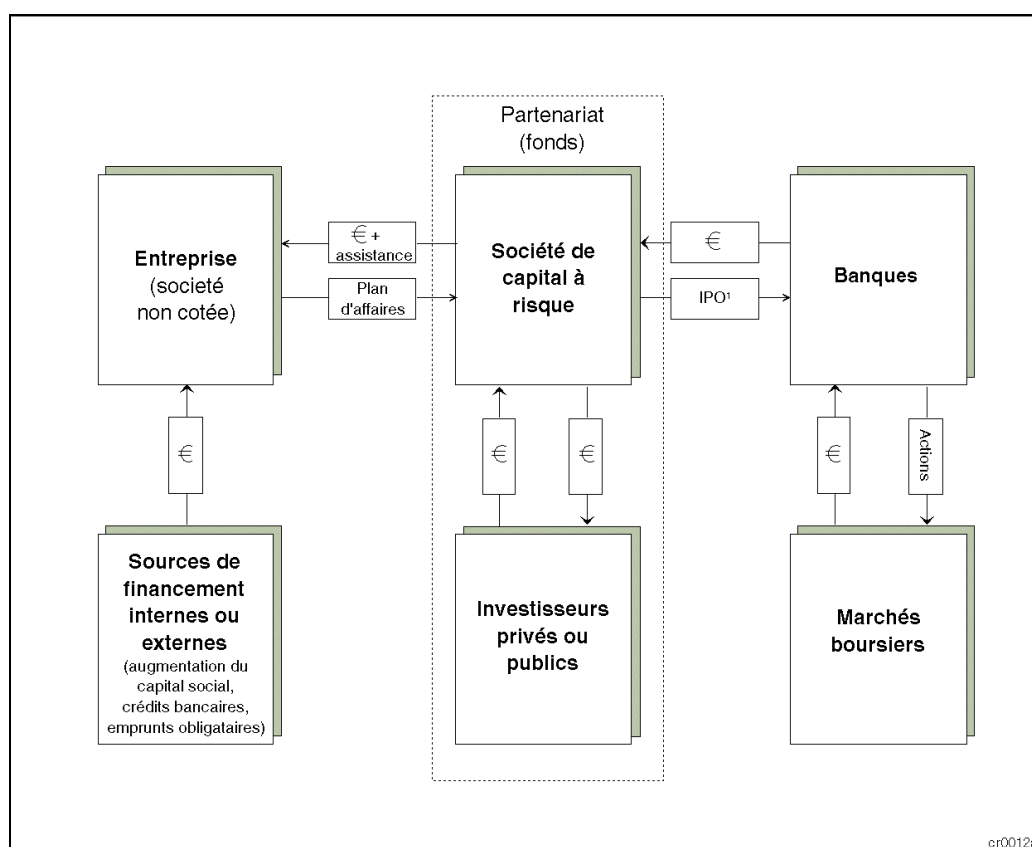 Partenariat
(fonds)
Entreprise
(societé
non cotée)
€ +
assistance
Plan
d'affaires
Société de
capital à
risque
€
IPO¹
Banques
€
€
€
€
Actions
Sources de
financement
internes ou
externes
(augmentation du
capital social,
crédits bancaires,
emprunts obligataires)
Investisseurs
privés ou
publics
Marchés
boursiers